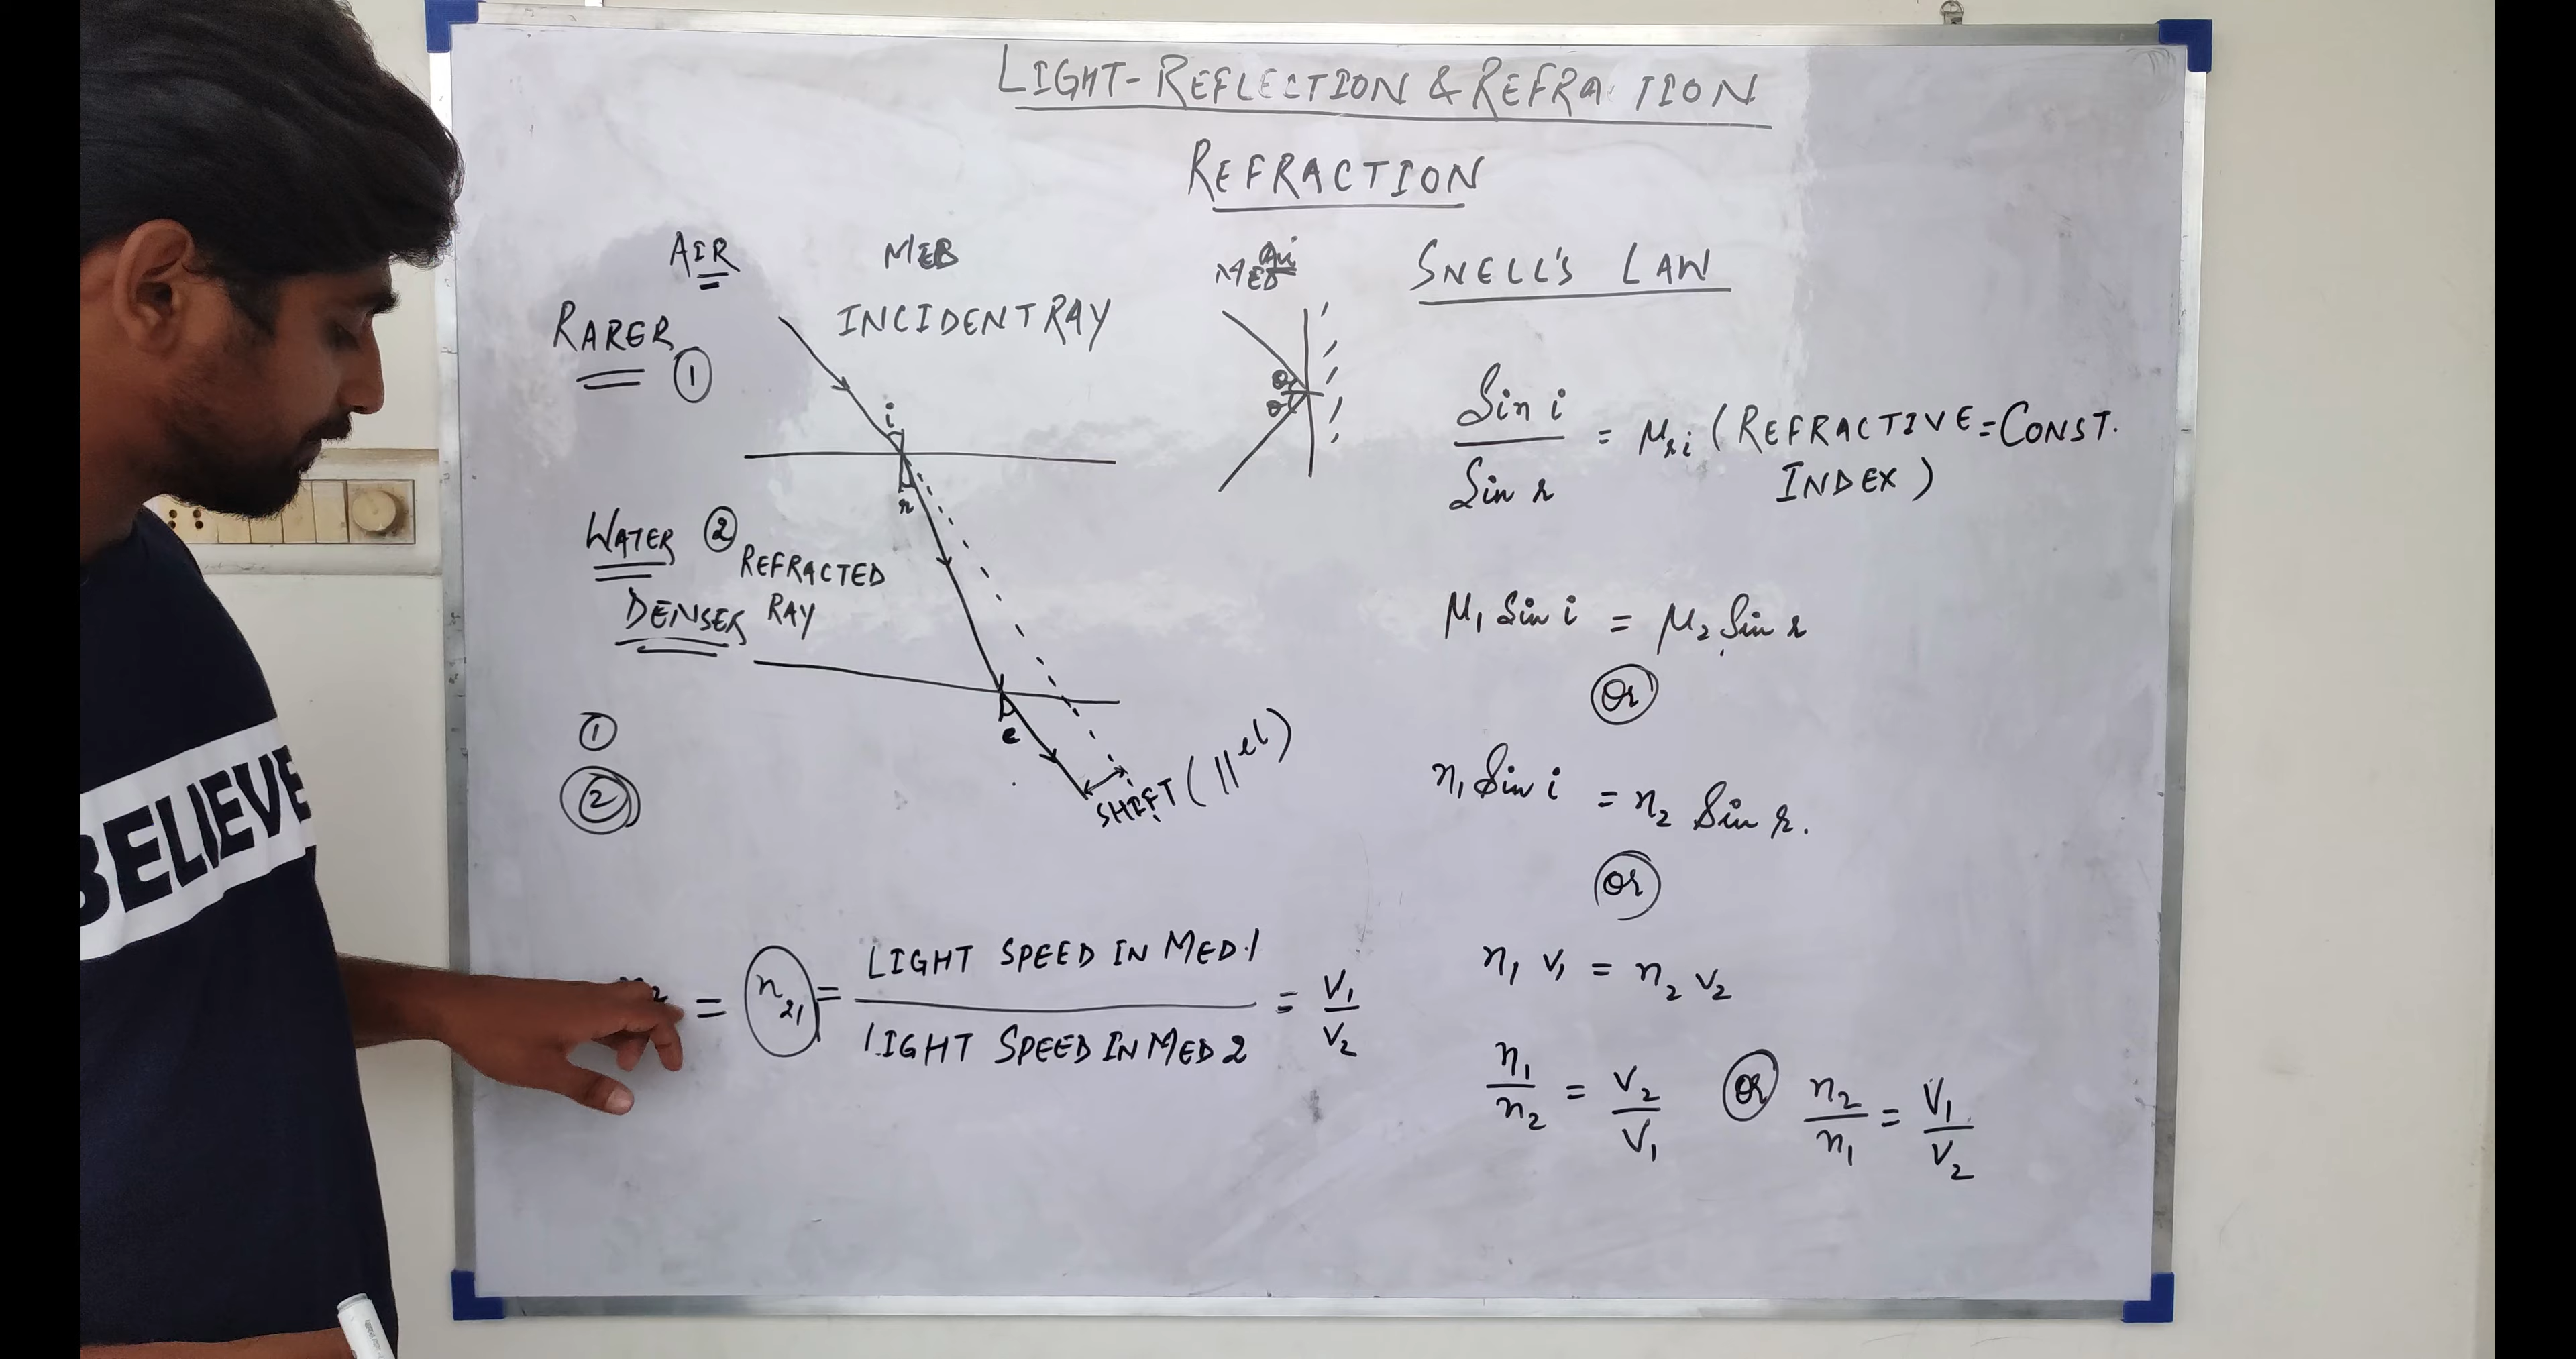 LIGHT-REFLECTION & REFRA TION
REFRACTION
AIR
MED
MED
Air
SNELL'S LAW
RARER ①
INCIDENT RAY
i
r
θ
θ
Sin i / Sin r = μri (REFRACTIVE INDEX) = CONST.
WATER ②
DENSER
REFRACTED
RAY
μ1 Sin i = μ2 Sin r
or
①
②
e
SHIFT (||el)
n1 Sin i = n2 Sin r.
or
n1 v1 = n2 v2
= n21 = LIGHT SPEED IN MED.1 / LIGHT SPEED IN MED 2 = V1 / V2
n1 / n2 = V2 / V1 or n2 / n1 = V1 / V2
BELIEVE